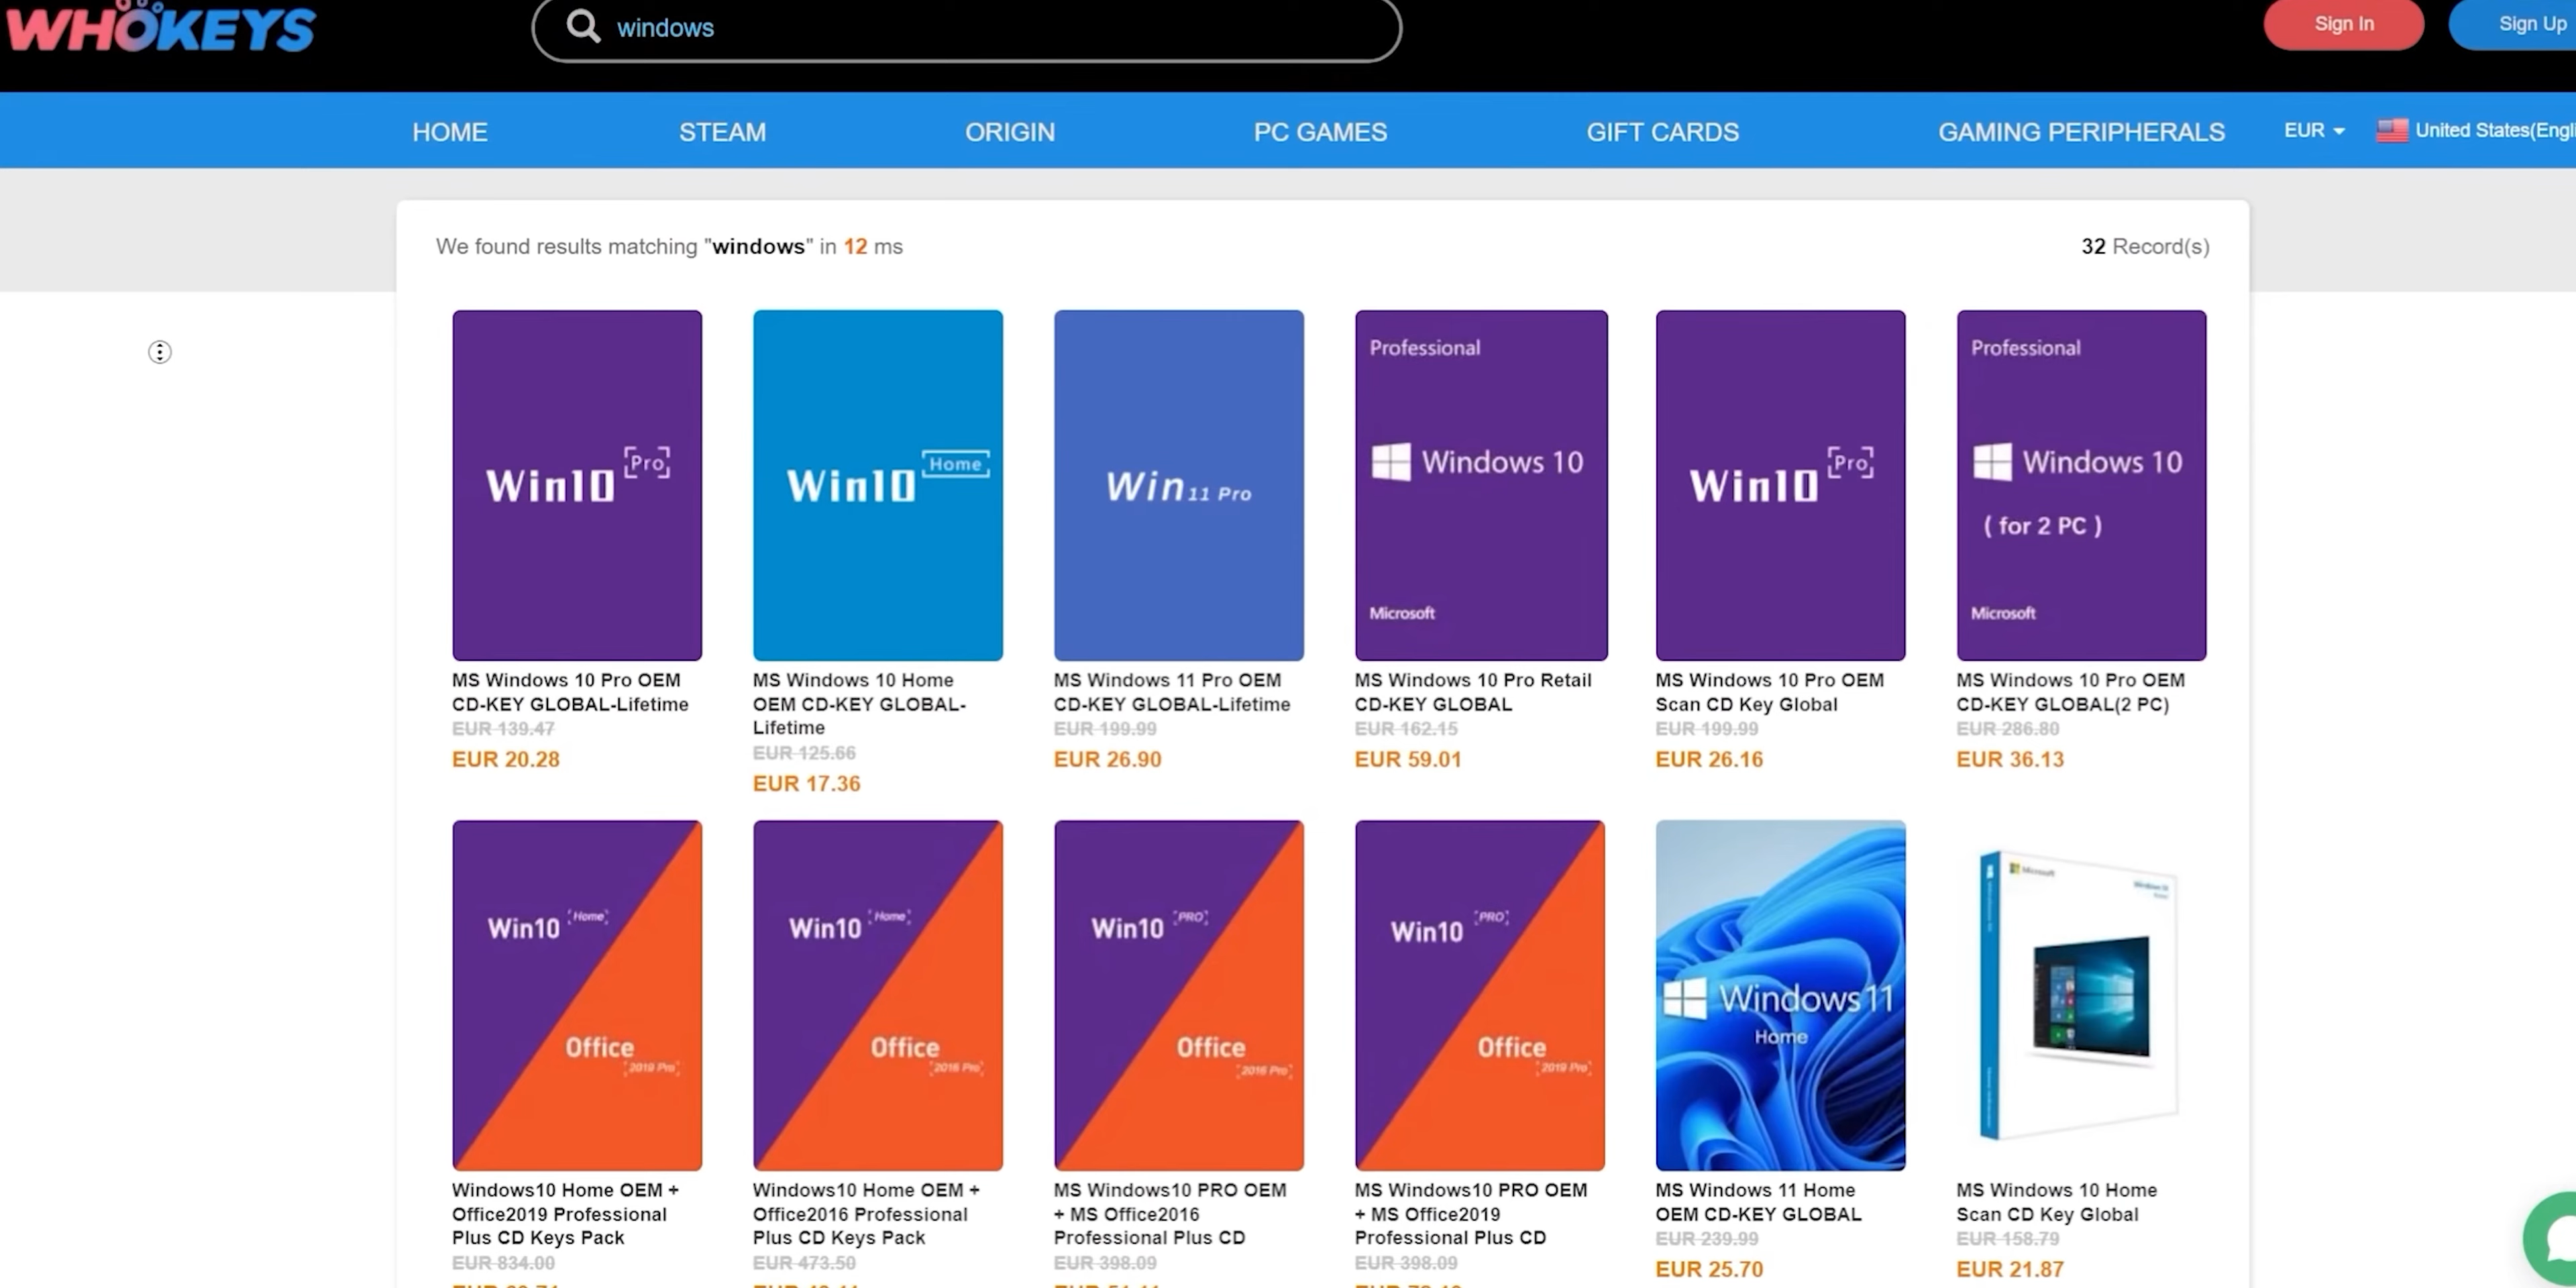 WHOKEYS
windows
Sign In
Sign Up
HOME
STEAM
ORIGIN
PC GAMES
GIFT CARDS
GAMING PERIPHERALS
EUR
United States(Engli
We found results matching "windows" in 12 ms
32 Record(s)
Win10 Pro
Win10 Home
Win 11 Pro
Professional
Windows 10
Microsoft
Win10 Pro
Professional
Windows 10
( for 2 PC )
Microsoft
MS Windows 10 Pro OEM
CD-KEY GLOBAL-Lifetime
EUR 139.47
EUR 20.28
MS Windows 10 Home
OEM CD-KEY GLOBAL-
Lifetime
EUR 125.66
EUR 17.36
MS Windows 11 Pro OEM
CD-KEY GLOBAL-Lifetime
EUR 199.99
EUR 26.90
MS Windows 10 Pro Retail
CD-KEY GLOBAL
EUR 162.15
EUR 59.01
MS Windows 10 Pro OEM
Scan CD Key Global
EUR 199.99
EUR 26.16
MS Windows 10 Pro OEM
CD-KEY GLOBAL(2 PC)
EUR 286.80
EUR 36.13
Win10 Home
Office
2019 Pro
Win10 Home
Office
2016 Pro
Win10 PRO
Office
2016 Pro
Win10 PRO
Office
2019 Pro
Windows 11
Home
Microsoft
Windows10 Home OEM +
Office2019 Professional
Plus CD Keys Pack
EUR 834.00
Windows10 Home OEM +
Office2016 Professional
Plus CD Keys Pack
EUR 473.50
MS Windows10 PRO OEM
+ MS Office2016
Professional Plus CD
EUR 398.09
MS Windows10 PRO OEM
+ MS Office2019
Professional Plus CD
EUR 398.09
MS Windows 11 Home
OEM CD-KEY GLOBAL
EUR 239.99
EUR 25.70
MS Windows 10 Home
Scan CD Key Global
EUR 158.79
EUR 21.87